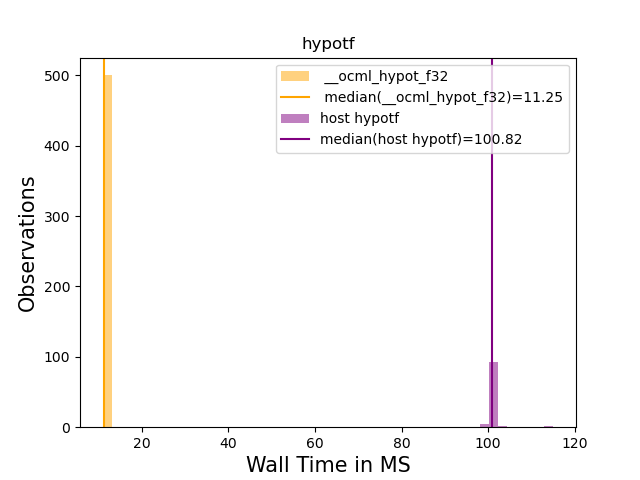 hypotf
__ocml_hypot_f32
median(__ocml_hypot_f32)=11.25
host hypotf
median(host hypotf)=100.82
Observations
500
400
300
200
100
0
20 40 60 80 100 120
Wall Time in MS